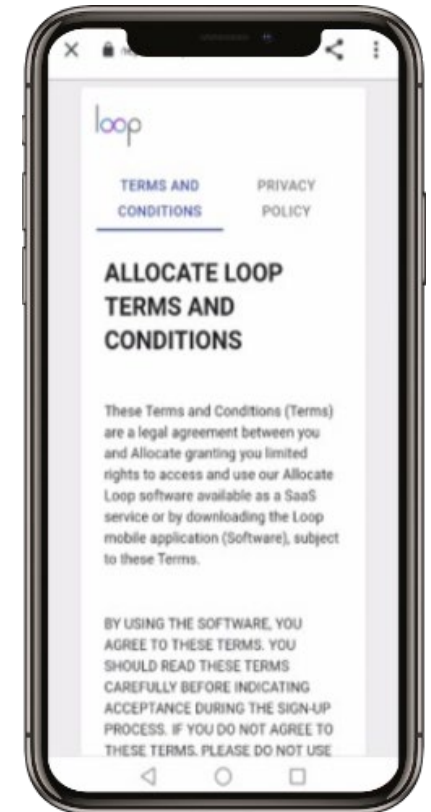 loop
TERMS AND
CONDITIONS
PRIVACY
POLICY
ALLOCATE LOOP
TERMS AND
CONDITIONS
These Terms and Conditions (Terms)
are a legal agreement between you
and Allocate granting you limited
rights to access and use our Allocate
Loop software available as a SaaS
service or by downloading the Loop
mobile application (Software), subject
to these Terms.
BY USING THE SOFTWARE, YOU
AGREE TO THESE TERMS. YOU
SHOULD READ THESE TERMS
CAREFULLY BEFORE INDICATING
ACCEPTANCE DURING THE SIGN-UP
PROCESS. IF YOU DO NOT AGREE TO
THESE TERMS. PLEASE DO NOT USE